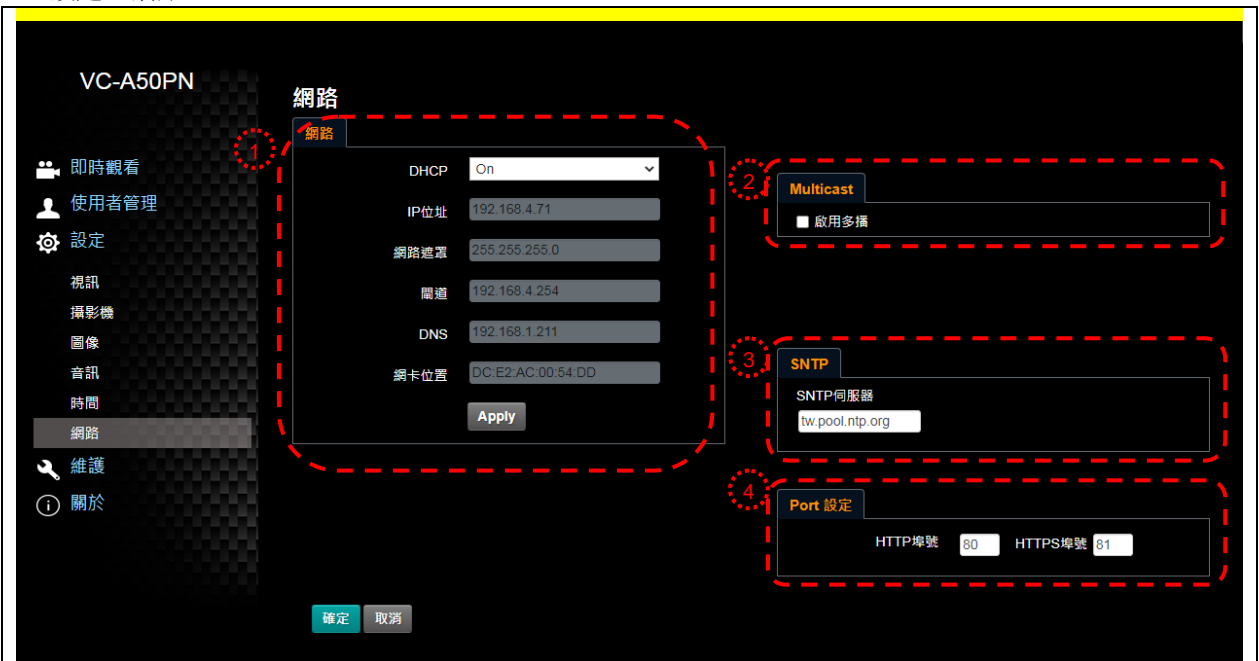 VC-A50PN
即時觀看
使用者管理
設定
視訊
攝影機
圖像
音訊
時間
網路
維護
關於
網路
1
網路
DHCP On
IP位址 192.168.4.71
網路遮罩 255.255.255.0
閘道 192.168.4.254
DNS 192.168.1.211
網卡位置 DC:E2:AC:00:54:DD
Apply
2
Multicast
啟用多播
3
SNTP
SNTP伺服器
tw.pool.ntp.org
4
Port 設定
HTTP埠號 80 HTTPS埠號 81
確定 取消